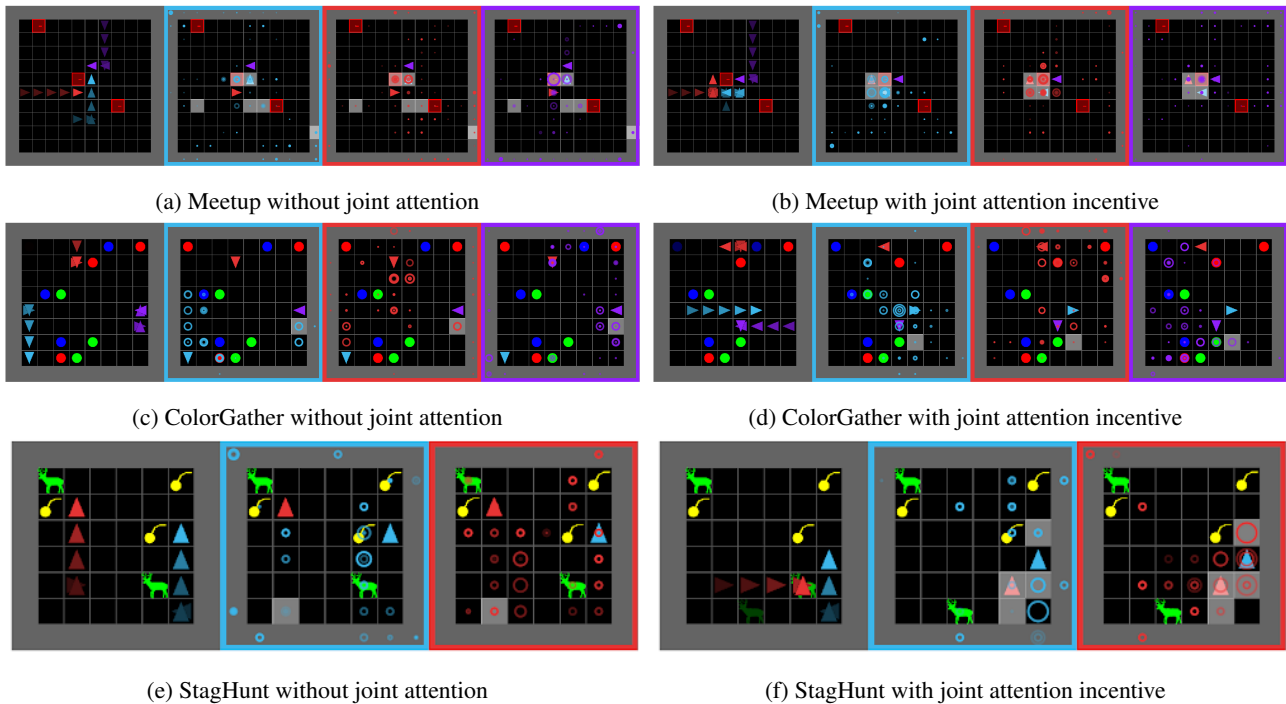 (a) Meetup without joint attention
(b) Meetup with joint attention incentive
(c) ColorGather without joint attention
(d) ColorGather with joint attention incentive
(e) StagHunt without joint attention
(f) StagHunt with joint attention incentive